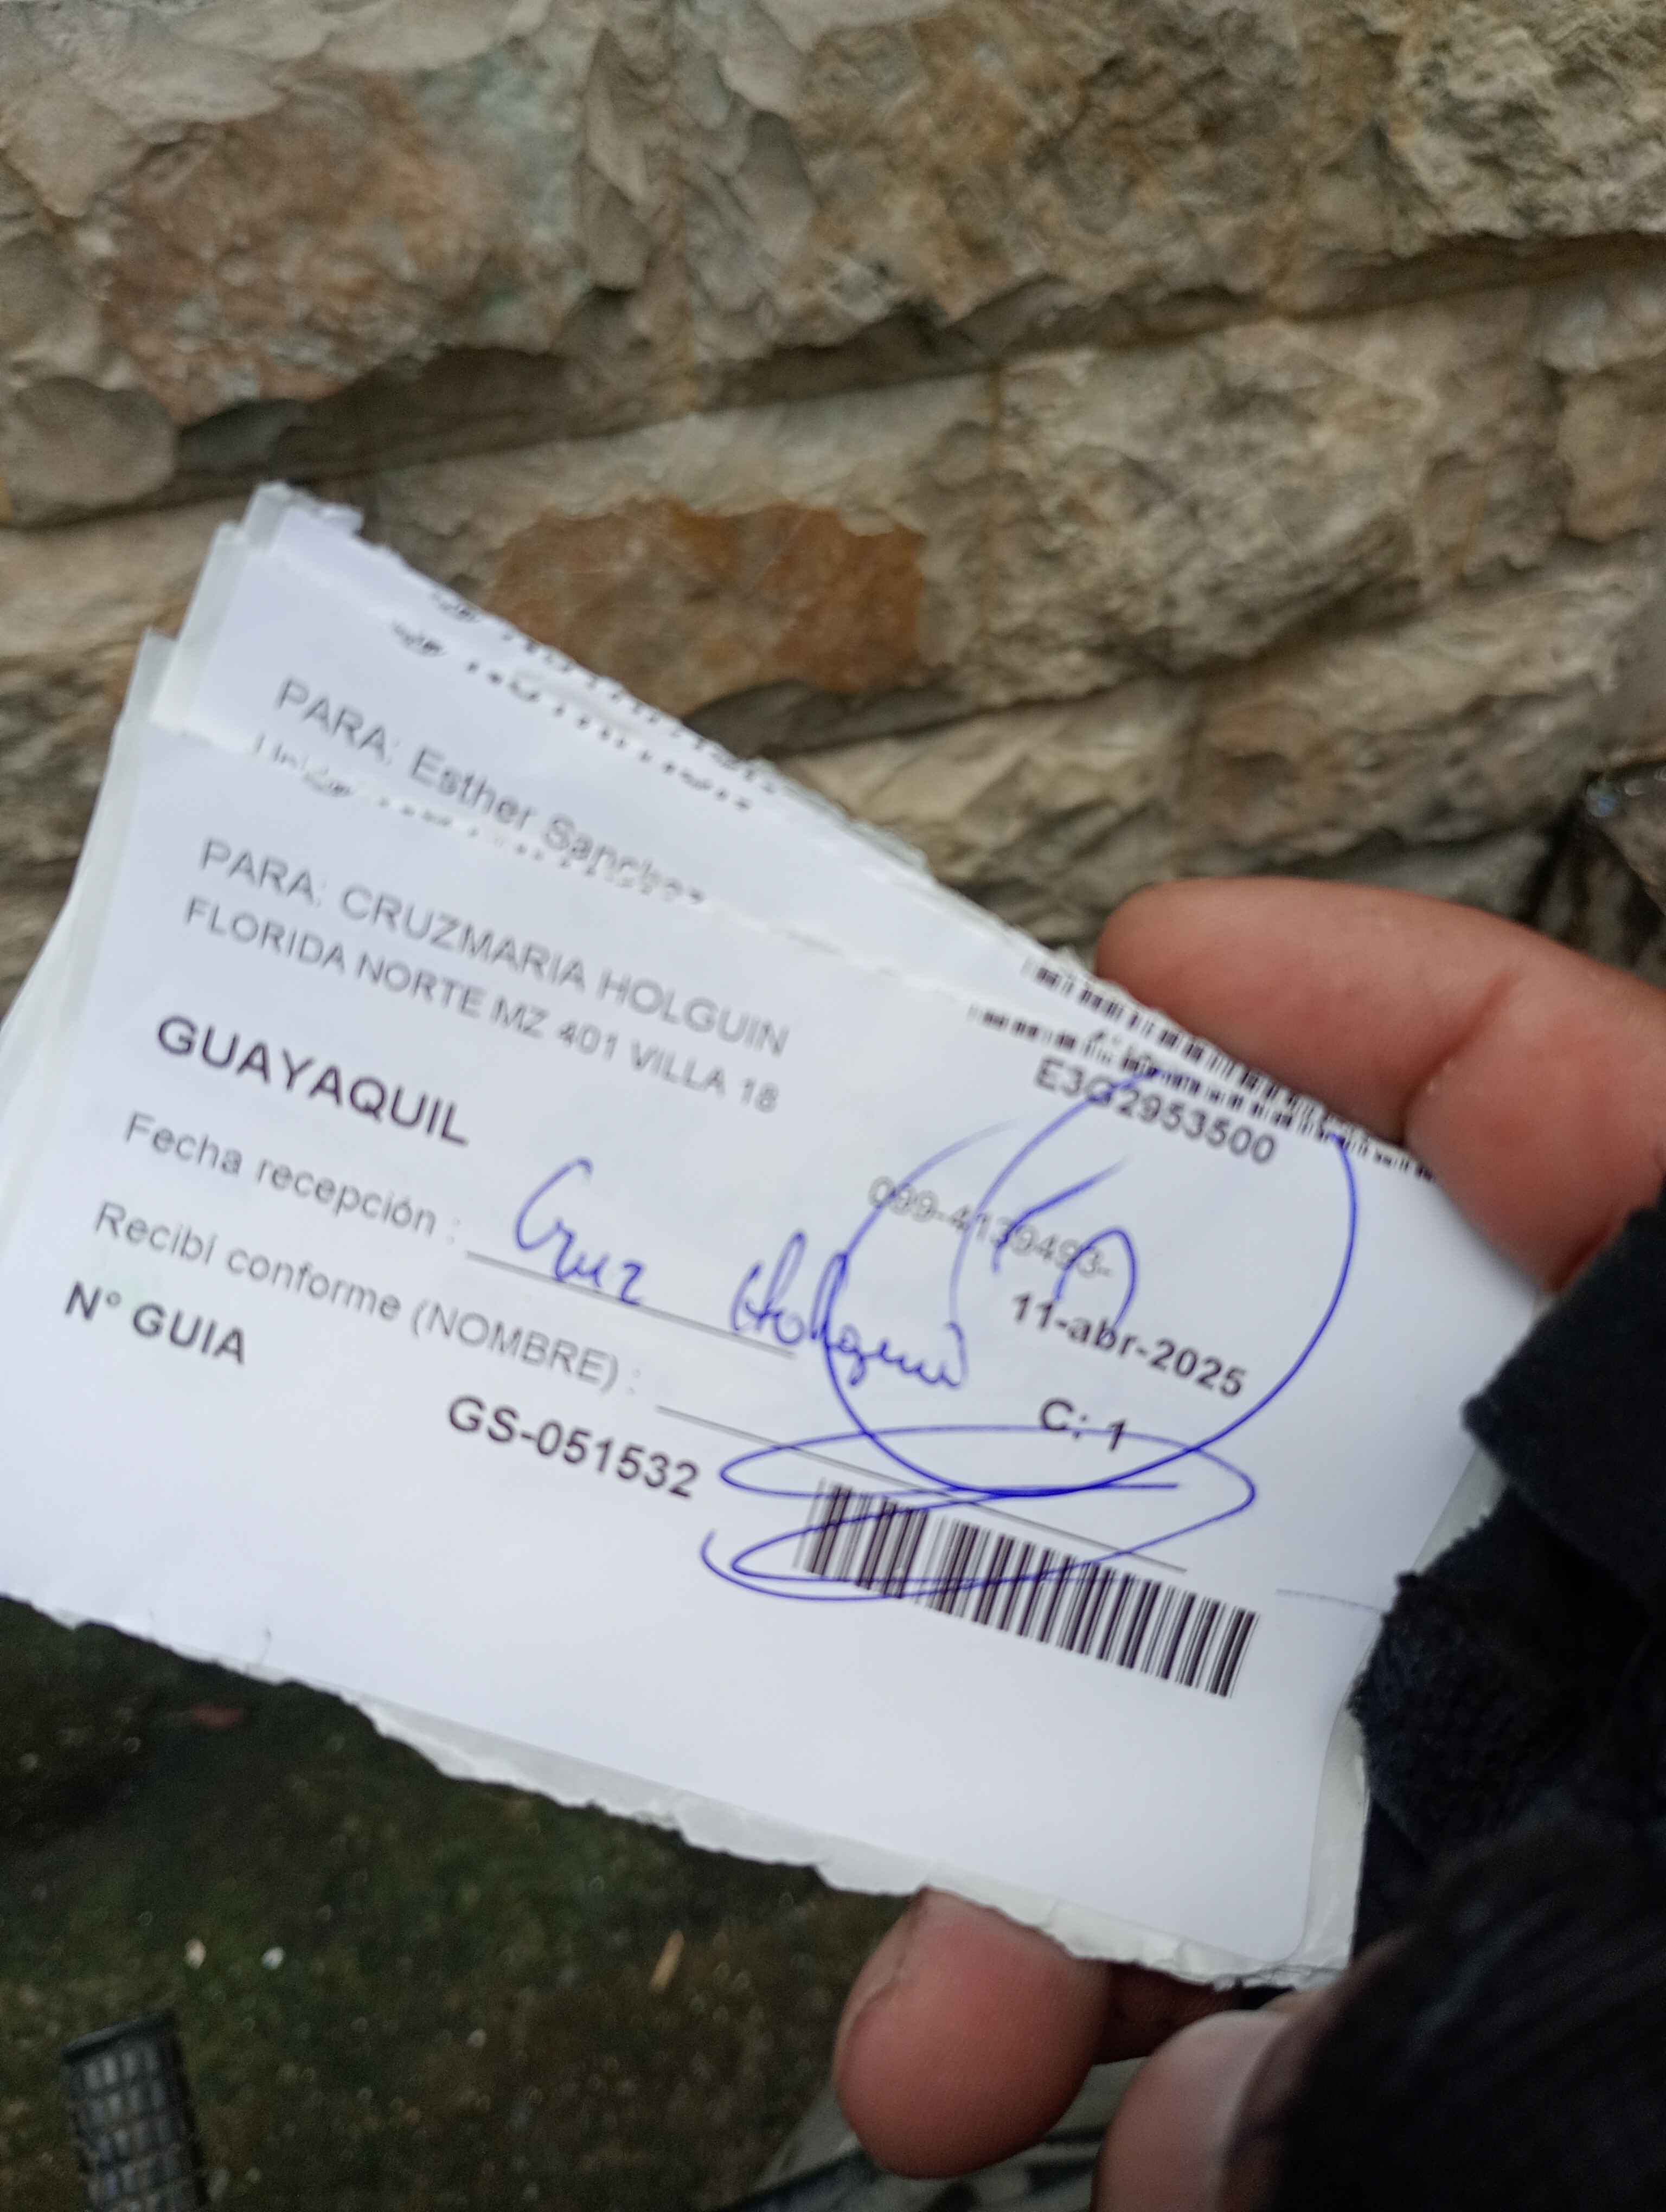 PARA: Esther Sanchez
PARA: CRUZMARIA HOLGUIN
FLORIDA NORTE MZ 401 VILLA 18
E3G2953500
GUAYAQUIL
099-4139493-
Fecha recepción : Cruz Holguin
11-abr-2025
Recibí conforme (NOMBRE) :
C: 1
N° GUIA
GS-051532